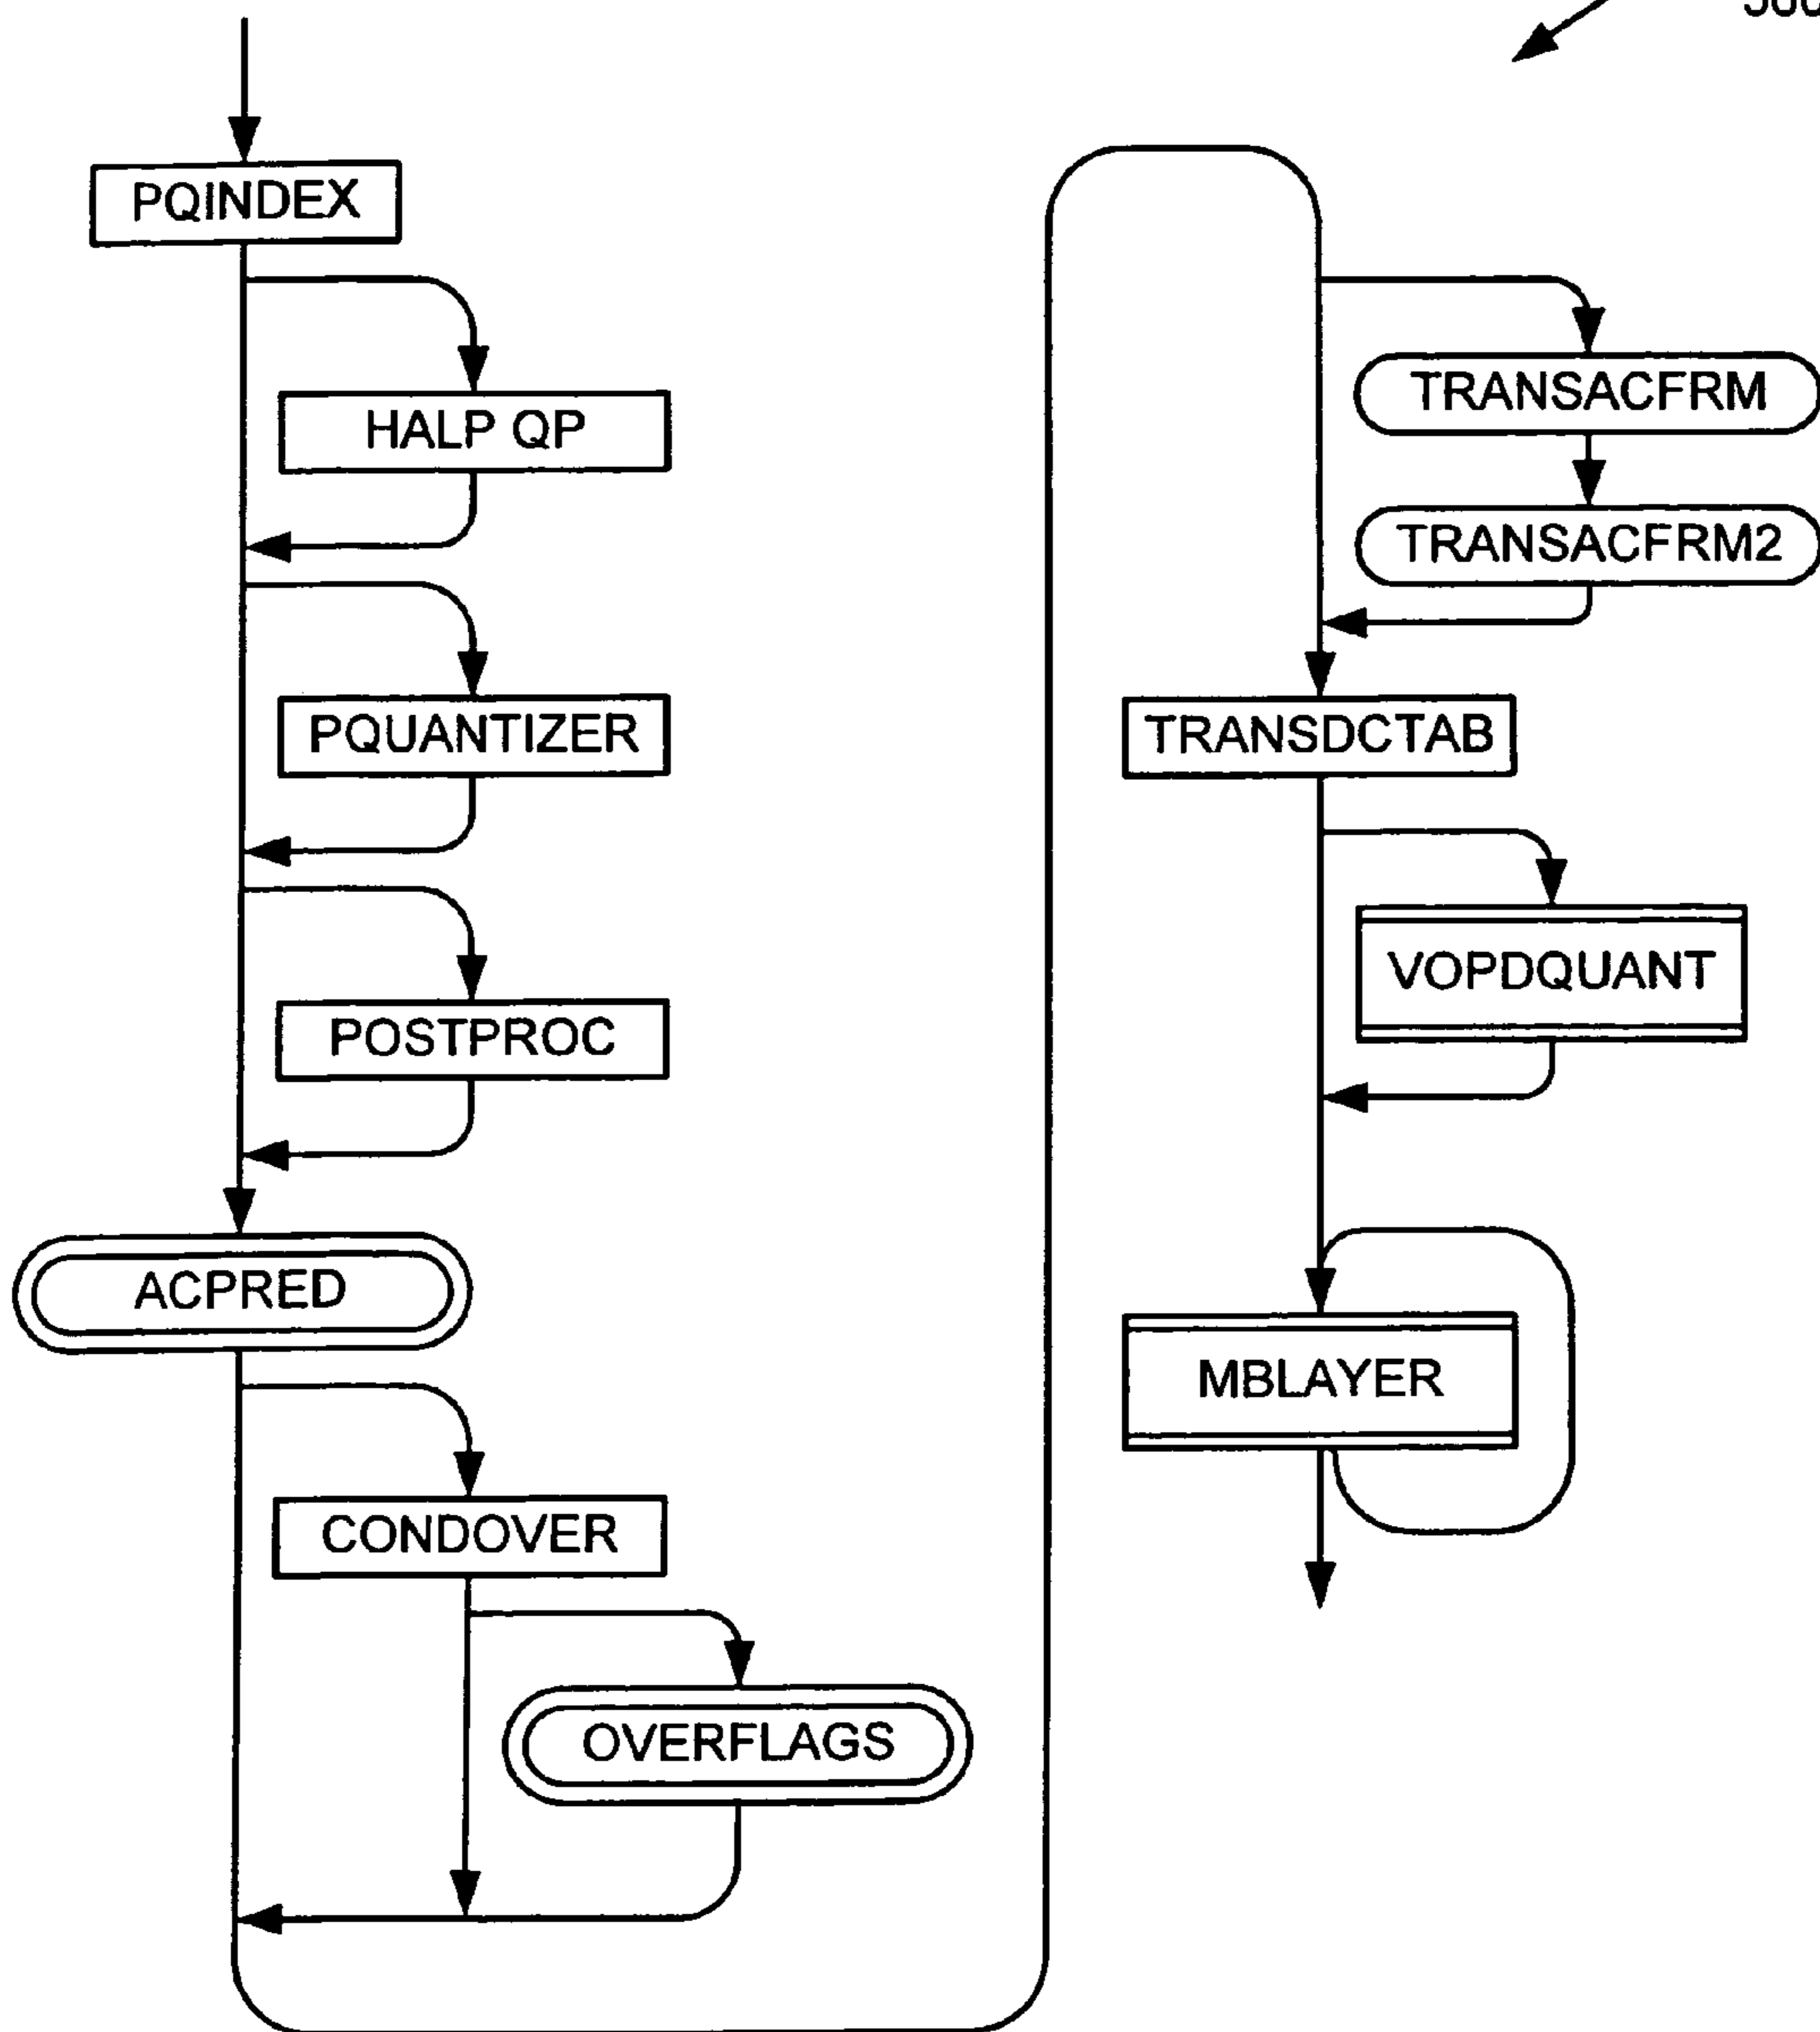 PQINDEX
HALP QP
PQUANTIZER
POSTPROC
ACPRED
CONDOVER
OVERFLAGS
TRANSACFRM
TRANSACFRM2
TRANSDCTAB
VOPDQUANT
MBLAYER